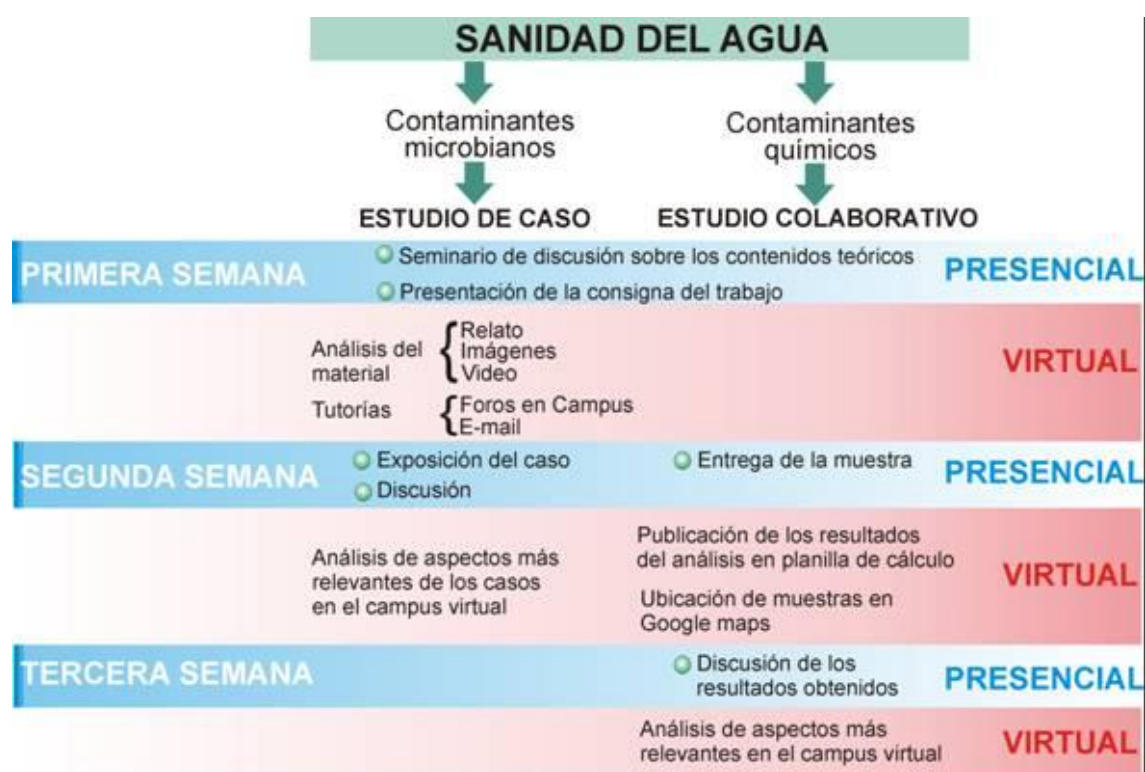 SANIDAD DEL AGUA
Contaminantes
microbianos
Contaminantes
químicos
ESTUDIO DE CASO
ESTUDIO COLABORATIVO
PRIMERA SEMANA
Seminario de discusión sobre los contenidos teóricos
Presentación de la consigna del trabajo
PRESENCIAL
Análisis del
material
Relato
Imágenes
Video
Tutorías
Foros en Campus
E-mail
VIRTUAL
SEGUNDA SEMANA
Exposición del caso
Discusión
Entrega de la muestra
PRESENCIAL
Análisis de aspectos más
relevantes de los casos
en el campus virtual
Publicación de los resultados
del análisis en planilla de cálculo
Ubicación de muestras en
Google maps
VIRTUAL
TERCERA SEMANA
Discusión de los
resultados obtenidos
PRESENCIAL
Análisis de aspectos más
relevantes en el campus virtual
VIRTUAL